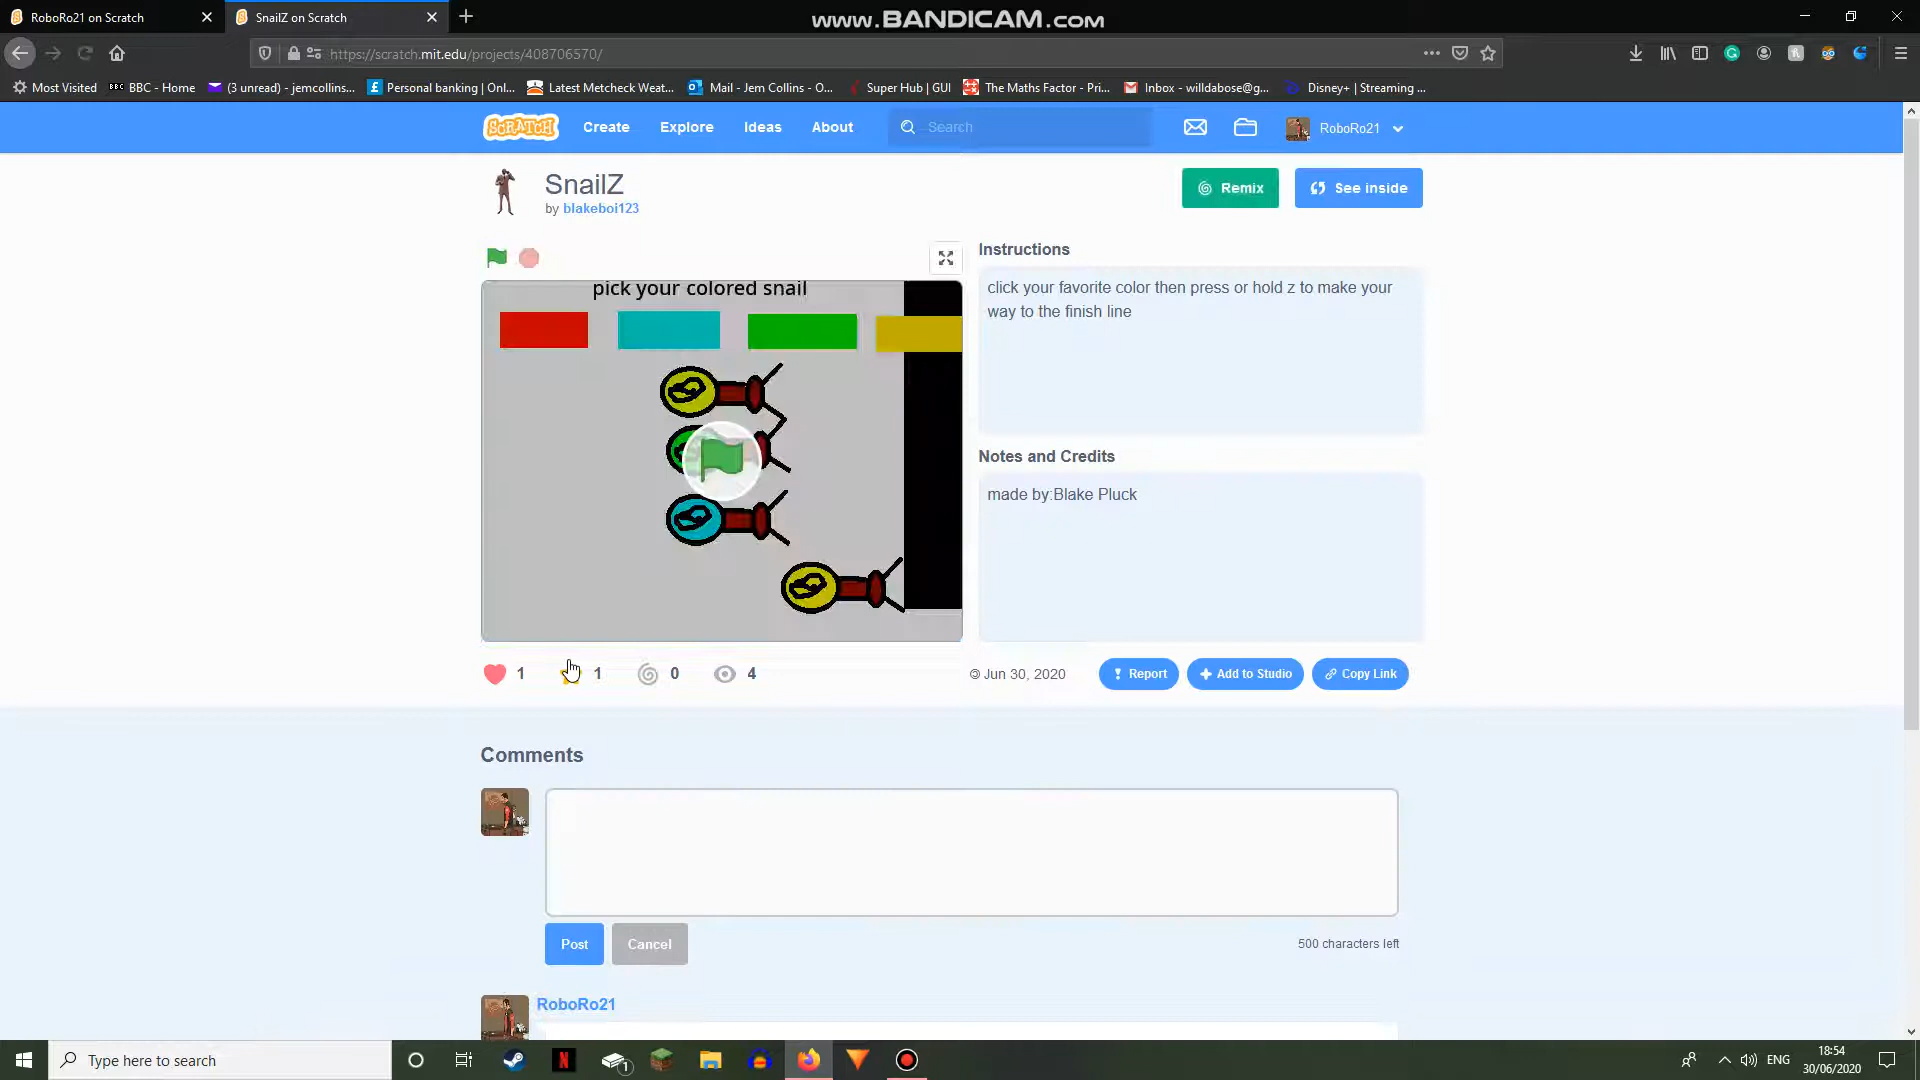 RoboRo21 on Scratch
SnailZ on Scratch
www.BANDICAM.com
https://scratch.mit.edu/projects/408706570/
Most Visited
BBC BBC - Home
(3 unread) - jemcollins...
Personal banking | Onl...
Latest Metcheck Weat...
Mail - Jem Collins - O...
Super Hub | GUI
The Maths Factor - Pri...
Inbox - willdabose@g...
Disney+ | Streaming ...
SCRATCH
Create
Explore
Ideas
About
Search
RoboRo21
SnailZ
by blakeboi123
Remix
See inside
Instructions
click your favorite color then press or hold z to make your
way to the finish line
pick your colored snail
Notes and Credits
made by:Blake Pluck
1
1
0
4
© Jun 30, 2020
Report
Add to Studio
Copy Link
Comments
Post
Cancel
500 characters left
RoboRo21
Type here to search
1
ENG
18:54
30/06/2020